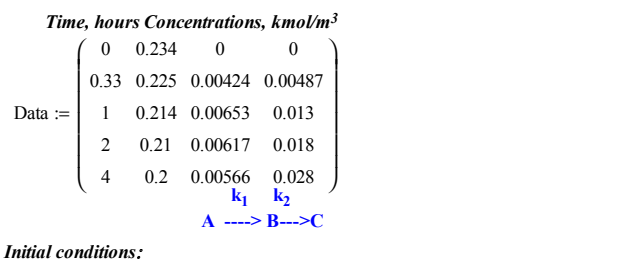 Time, hours Concentrations, kmol/m³
0 0.234 0 0
0.33 0.225 0.00424 0.00487
Data := 1 0.214 0.00653 0.013
2 0.21 0.00617 0.018
4 0.2 0.00566 0.028
k₁ k₂
A ----> B--->C
Initial conditions: